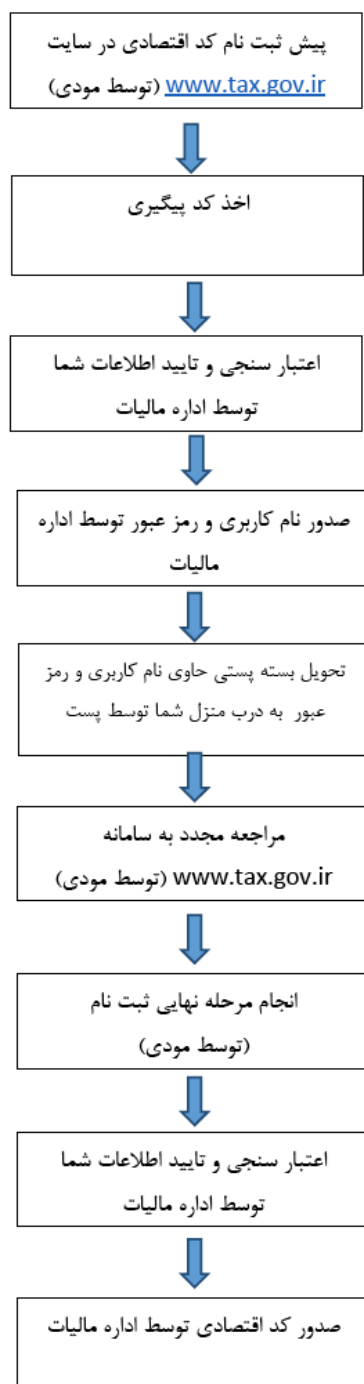 پیش ثبت نام کد اقتصادی در سایت
www.tax.gov.ir (توسط مودی)
اخذ کد پیگیری
اعتبار سنجی و تایید اطلاعات شما
توسط اداره مالیات
صدور نام کاربری و رمز عبور توسط اداره
مالیات
تحویل بسته پستی حاوی نام کاربری و رمز
عبور به درب منزل شما توسط پست
مراجعه مجدد به سامانه
www.tax.gov.ir (توسط مودی)
انجام مرحله نهایی ثبت نام
(توسط مودی)
اعتبار سنجی و تایید اطلاعات شما
توسط اداره مالیات
صدور کد اقتصادی توسط اداره مالیات